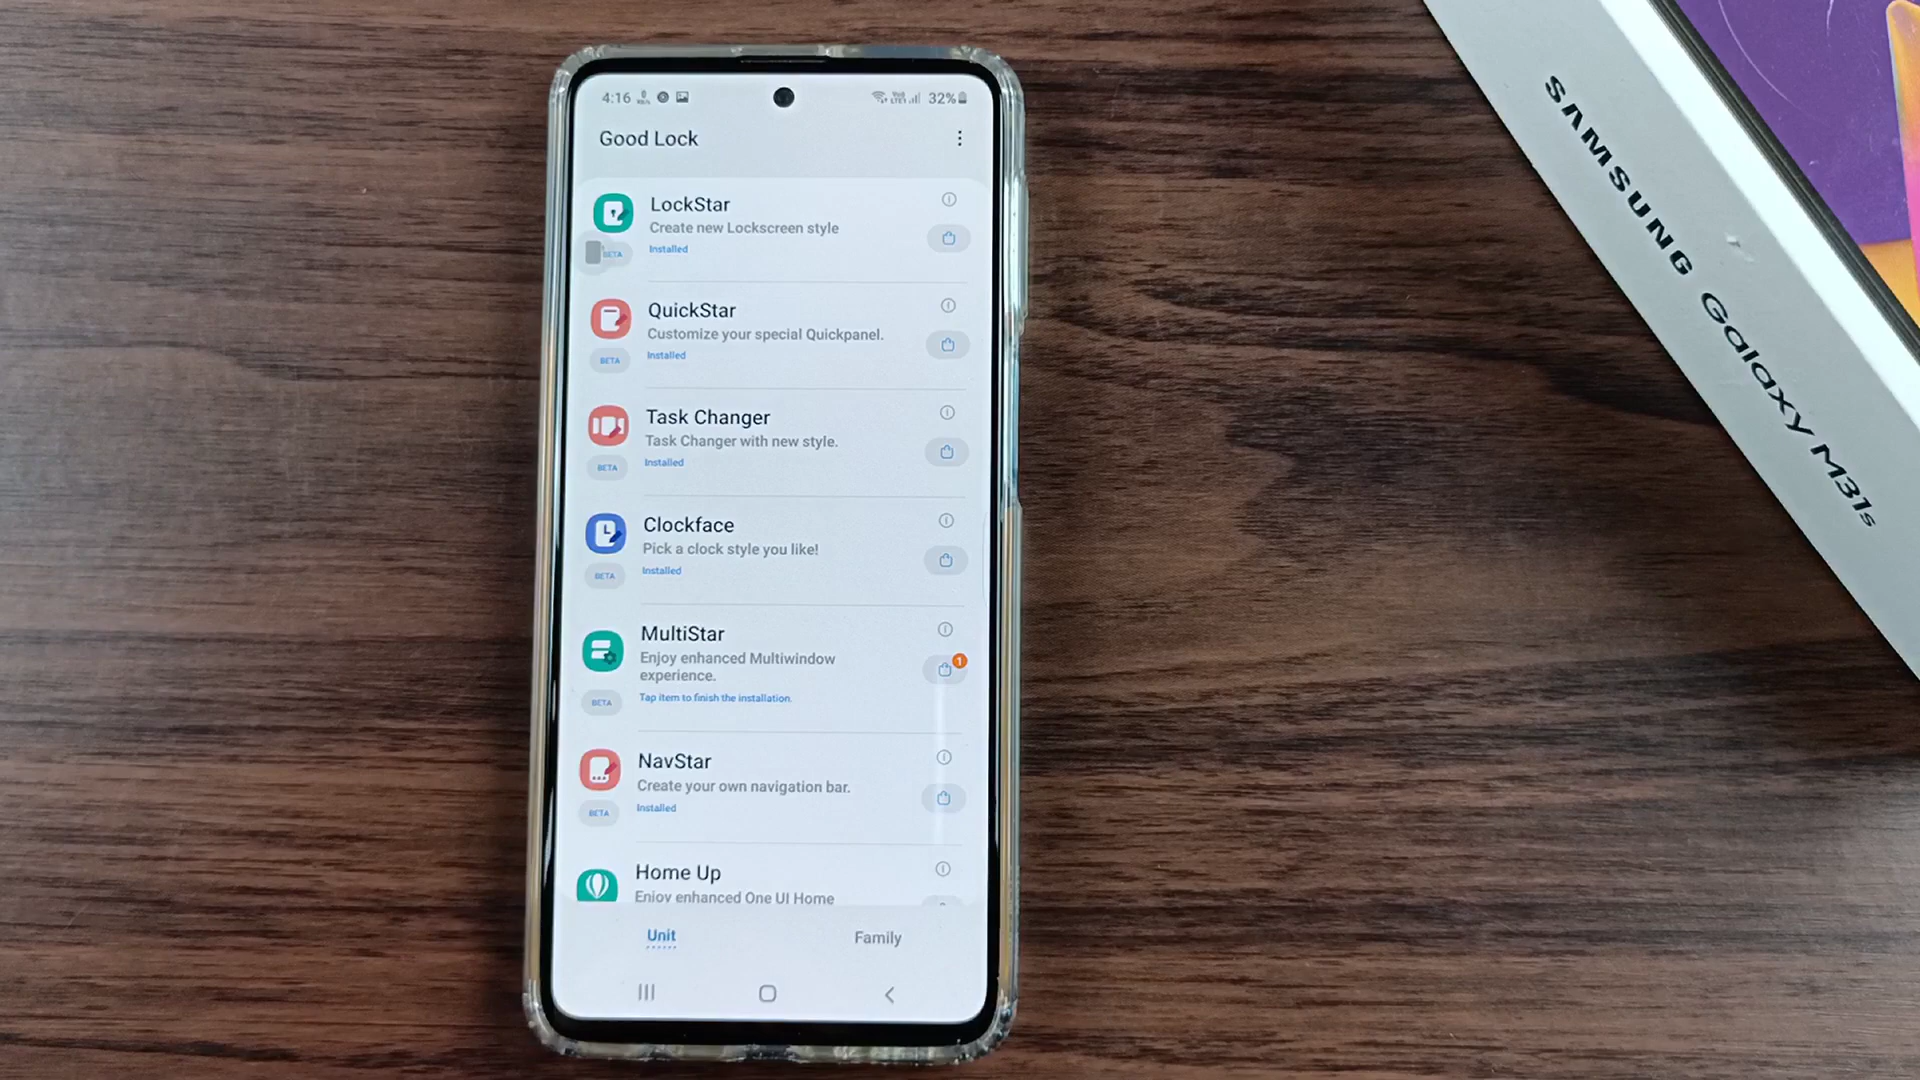 4:16
32%
Good Lock
LockStar
Create new Lockscreen style
Installed
BETA
QuickStar
Customize your special Quickpanel.
Installed
BETA
Task Changer
Task Changer with new style.
Installed
BETA
Clockface
Pick a clock style you like!
Installed
BETA
MultiStar
Enjoy enhanced Multiwindow
experience.
Tap item to finish the installation.
1
BETA
NavStar
Create your own navigation bar.
Installed
BETA
Home Up
Enjoy enhanced One UI Home
Unit
Family
SAMSUNG Galaxy M31s